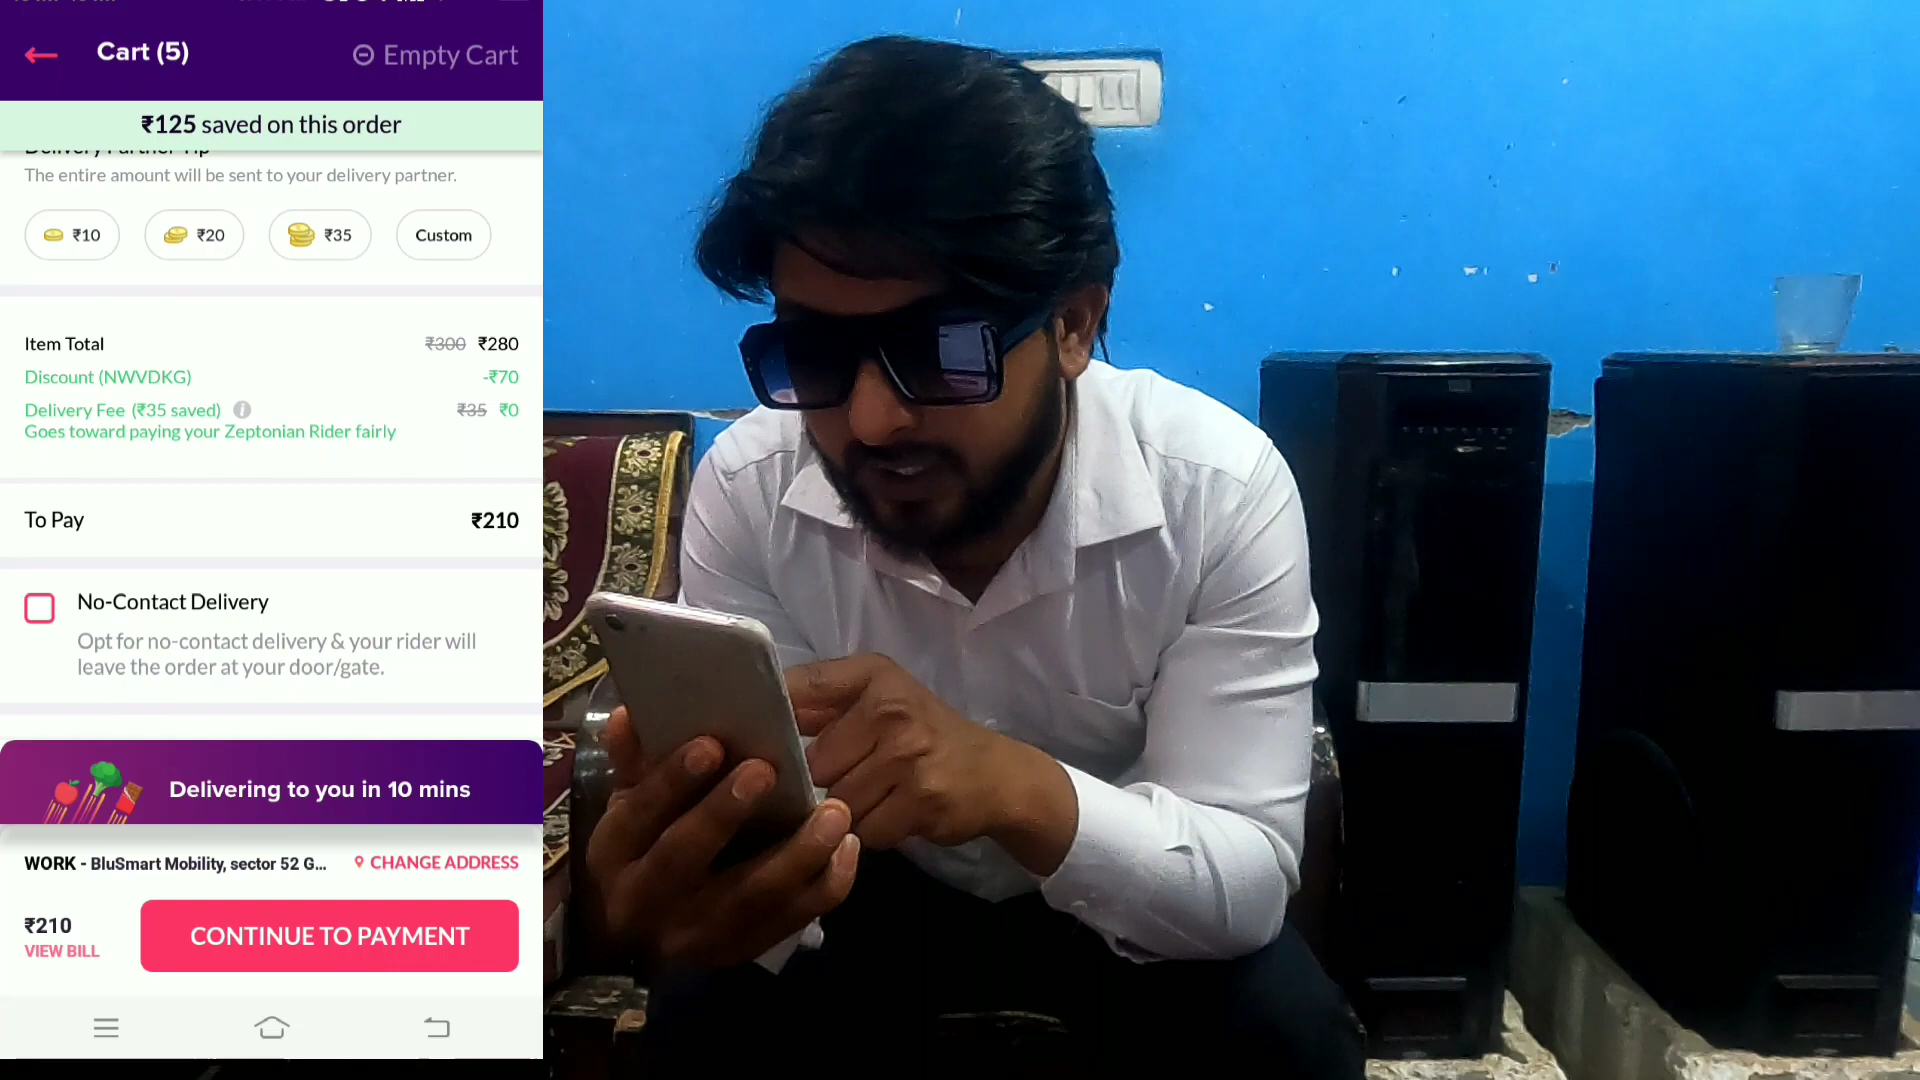 Cart (5)
Empty Cart
₹125 saved on this order
Delivery Partner Tip
The entire amount will be sent to your delivery partner.
₹10
₹20
₹35
Custom
Item Total ₹300 ₹280
Discount (NWVDKG) -₹70
Delivery Fee (₹35 saved) ₹35 ₹0
Goes toward paying your Zeptonian Rider fairly
To Pay ₹210
No-Contact Delivery
Opt for no-contact delivery & your rider will
leave the order at your door/gate.
Delivering to you in 10 mins
WORK - BluSmart Mobility, sector 52 G...
CHANGE ADDRESS
₹210
VIEW BILL
CONTINUE TO PAYMENT